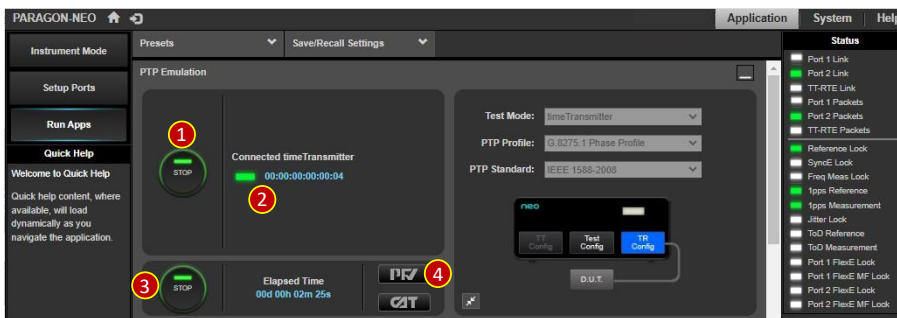 PARAGON-NEO
Application System Help
Instrument Mode
Setup Ports
Run Apps
Quick Help
Welcome to Quick Help
Quick help content, where
available, will load
dynamically as you
navigate the application.
Presets
Save/Recall Settings
PTP Emulation
1
STOP
Connected timeTransmitter
00:00:00:00:00:04
2
3
STOP
Elapsed Time
00d 00h 02m 25s
PFV
4
CAT
Test Mode: timeTransmitter
PTP Profile: G.8275.1 Phase Profile
PTP Standard: IEEE 1588-2008
neo
TT
Config
Test
Config
TR
Config
D.U.T.
Status
Port 1 Link
Port 2 Link
TT-RTE Link
Port 1 Packets
Port 2 Packets
TT-RTE Packets
Reference Lock
SyncE Lock
Freq Meas Lock
1pps Reference
1pps Measurement
Jitter Lock
ToD Reference
ToD Measurement
Port 1 FlexE Lock
Port 1 FlexE MF Lock
Port 2 FlexE Lock
Port 2 FlexE MF Lock